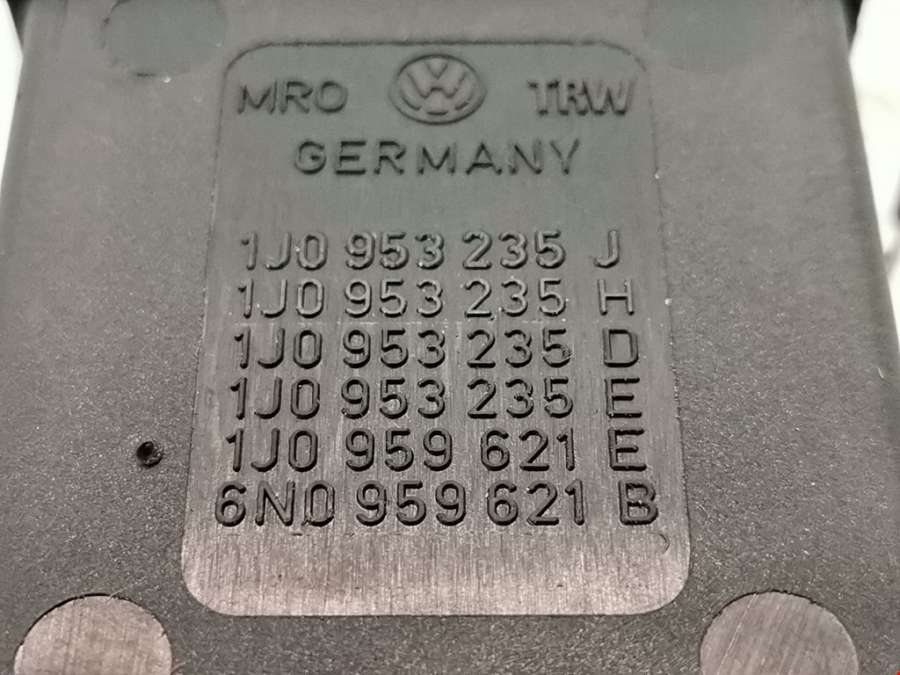 MRO VW TRW
GERMANY
1J0 953 235 J
1J0 953 235 H
1J0 953 235 D
1J0 953 235 E
1J0 959 621 E
6N0 959 621 B